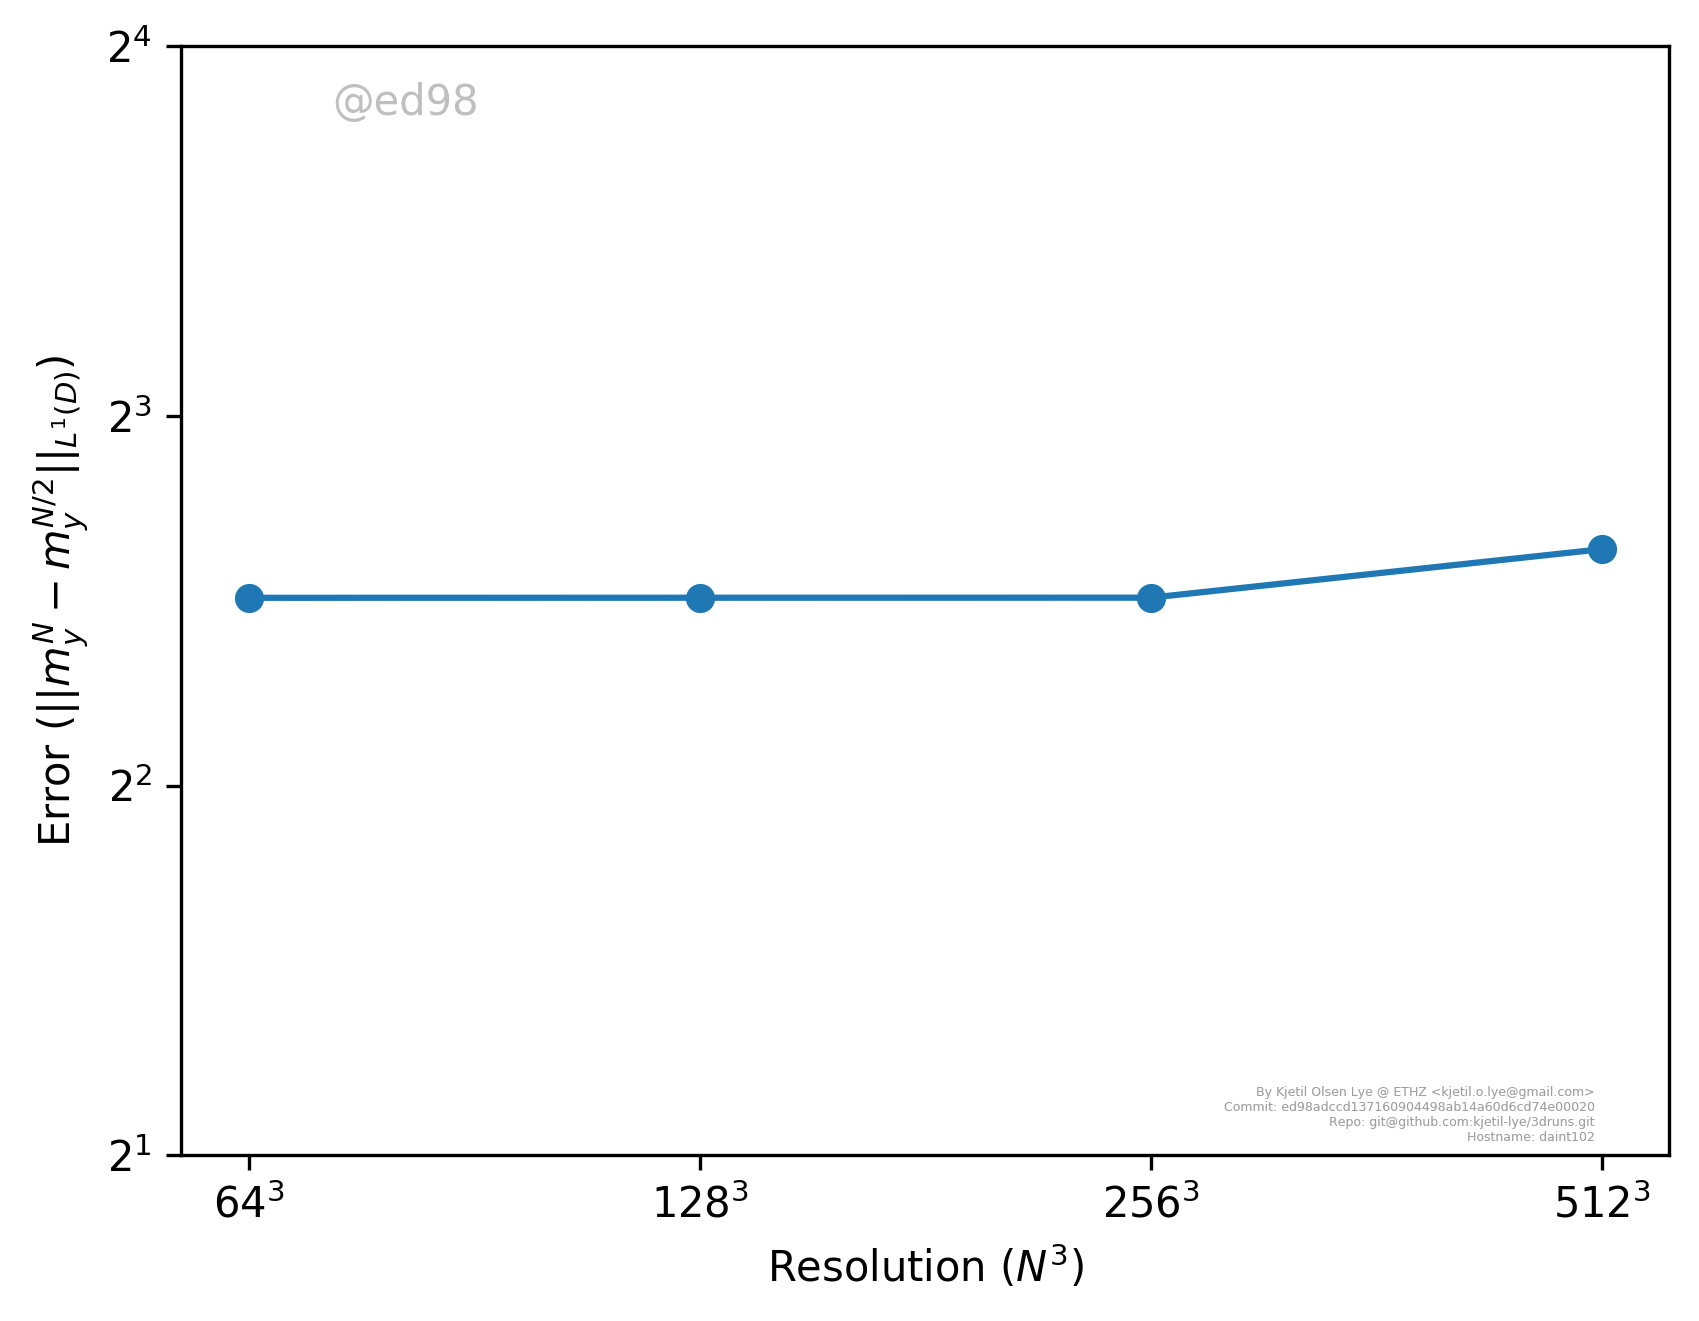 2^4
@ed98
2^3
2^2
2^1
Error (||m_y^N − m_y^{N/2}||_{L^1(D)})
64^3 128^3 256^3 512^3
Resolution (N^3)
By Kjetil Olsen Lye @ ETHZ <kjetil.o.lye@gmail.com>
Commit: ed98adccd137160904498ab14a60d6cd74e00020
Repo: git@github.com:kjetil-lye/3druns.git
Hostname: daint102